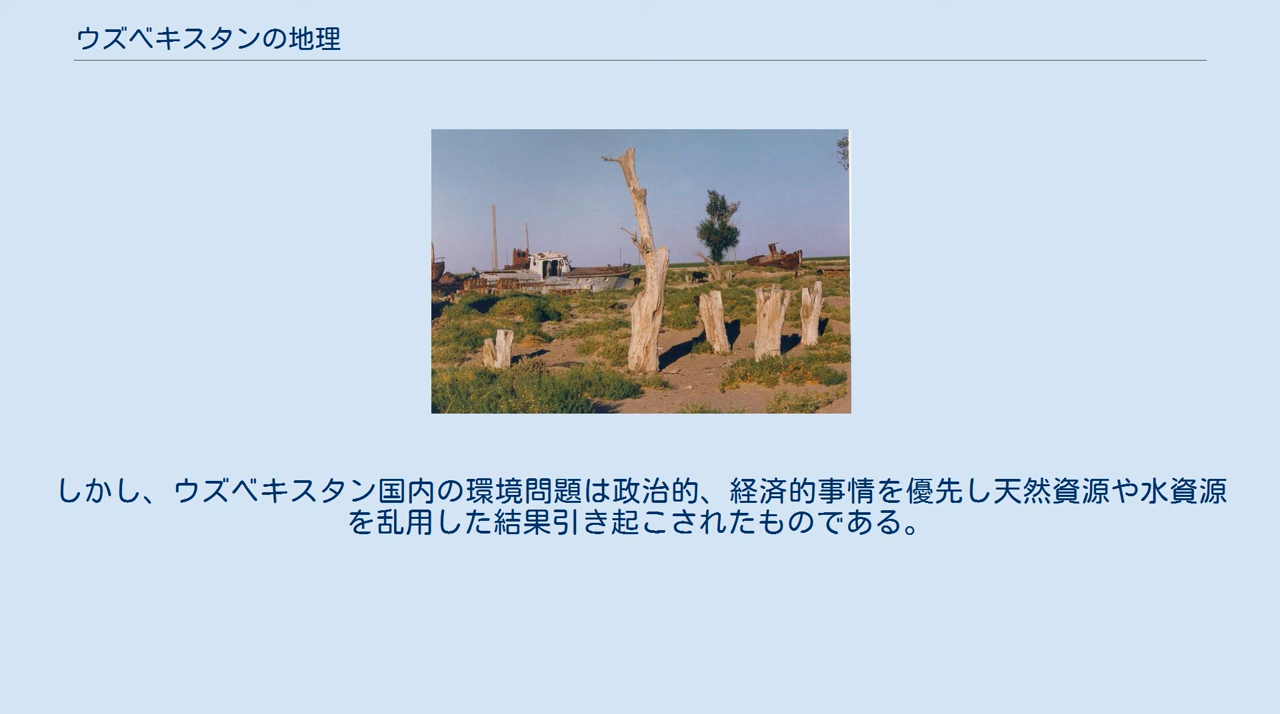 ウズベキスタンの地理
しかし、ウズベキスタン国内の環境問題は政治的、経済的事情を優先し天然資源や水資源
を乱用した結果引き起こされたものである。